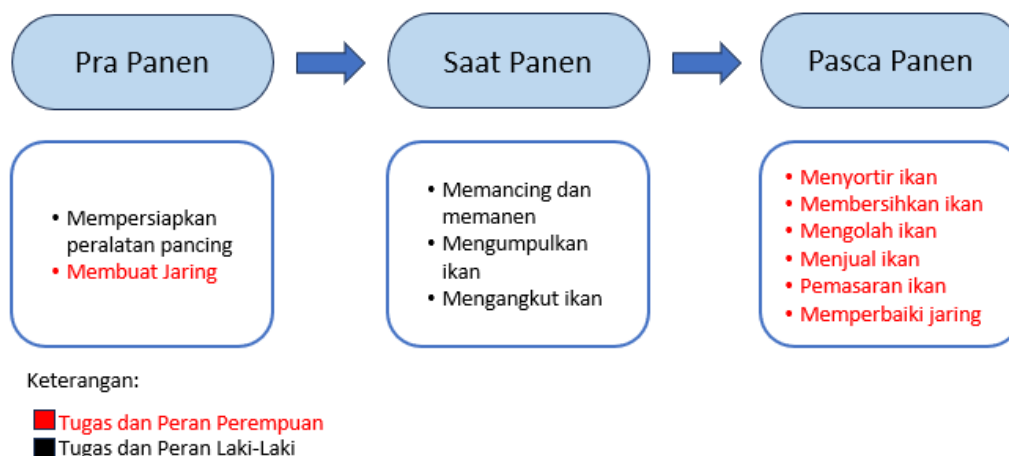 Pra Panen
Saat Panen
Pasca Panen
• Mempersiapkan
peralatan pancing
• Membuat Jaring
• Memancing dan
memanen
• Mengumpulkan
ikan
• Mengangkut ikan
• Menyortir ikan
• Membersihkan ikan
• Mengolah ikan
• Menjual ikan
• Pemasaran ikan
• Memperbaiki jaring
Keterangan:
Tugas dan Peran Perempuan
Tugas dan Peran Laki-Laki